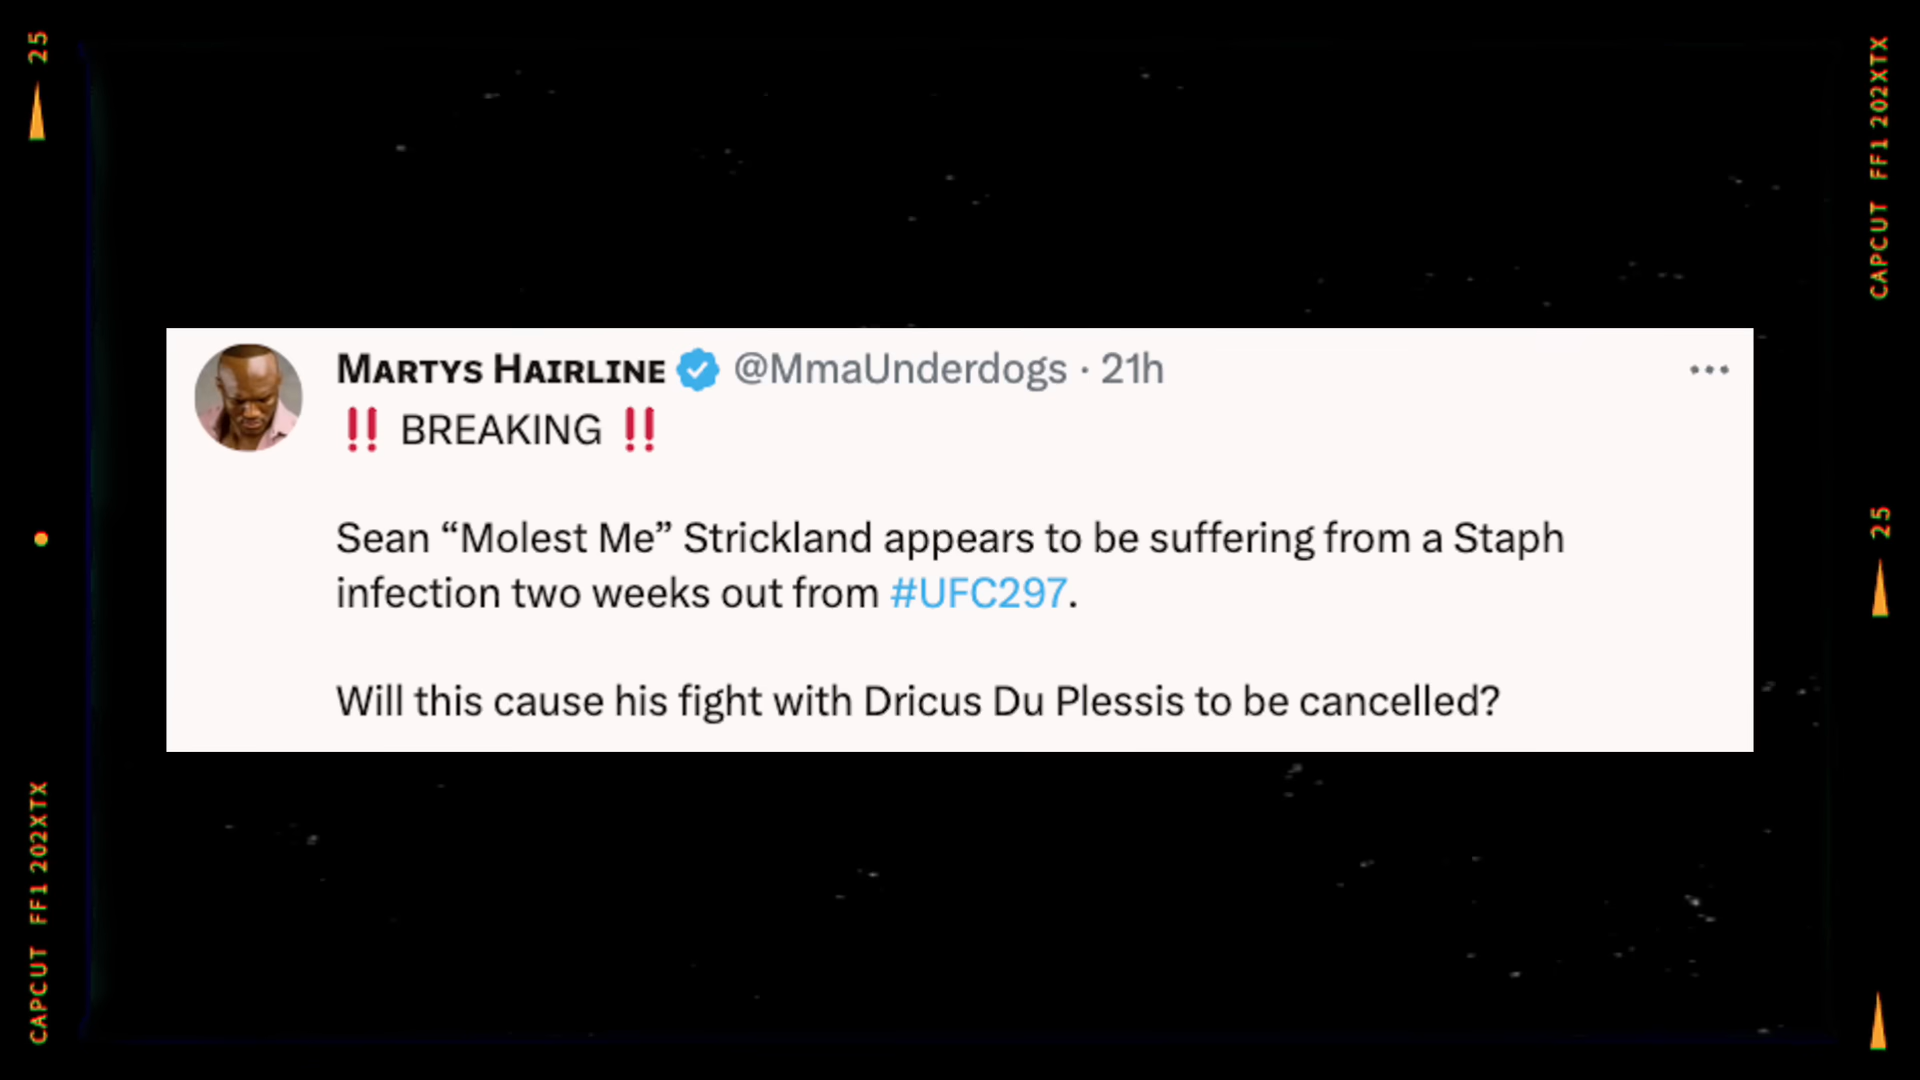 25
CAPCUT FF1 202XTX
Martys Hairline @MmaUnderdogs · 21h
‼️ BREAKING ‼️
Sean “Molest Me” Strickland appears to be suffering from a Staph
infection two weeks out from #UFC297.
Will this cause his fight with Dricus Du Plessis to be cancelled?
25
CAPCUT FF1 202XTX